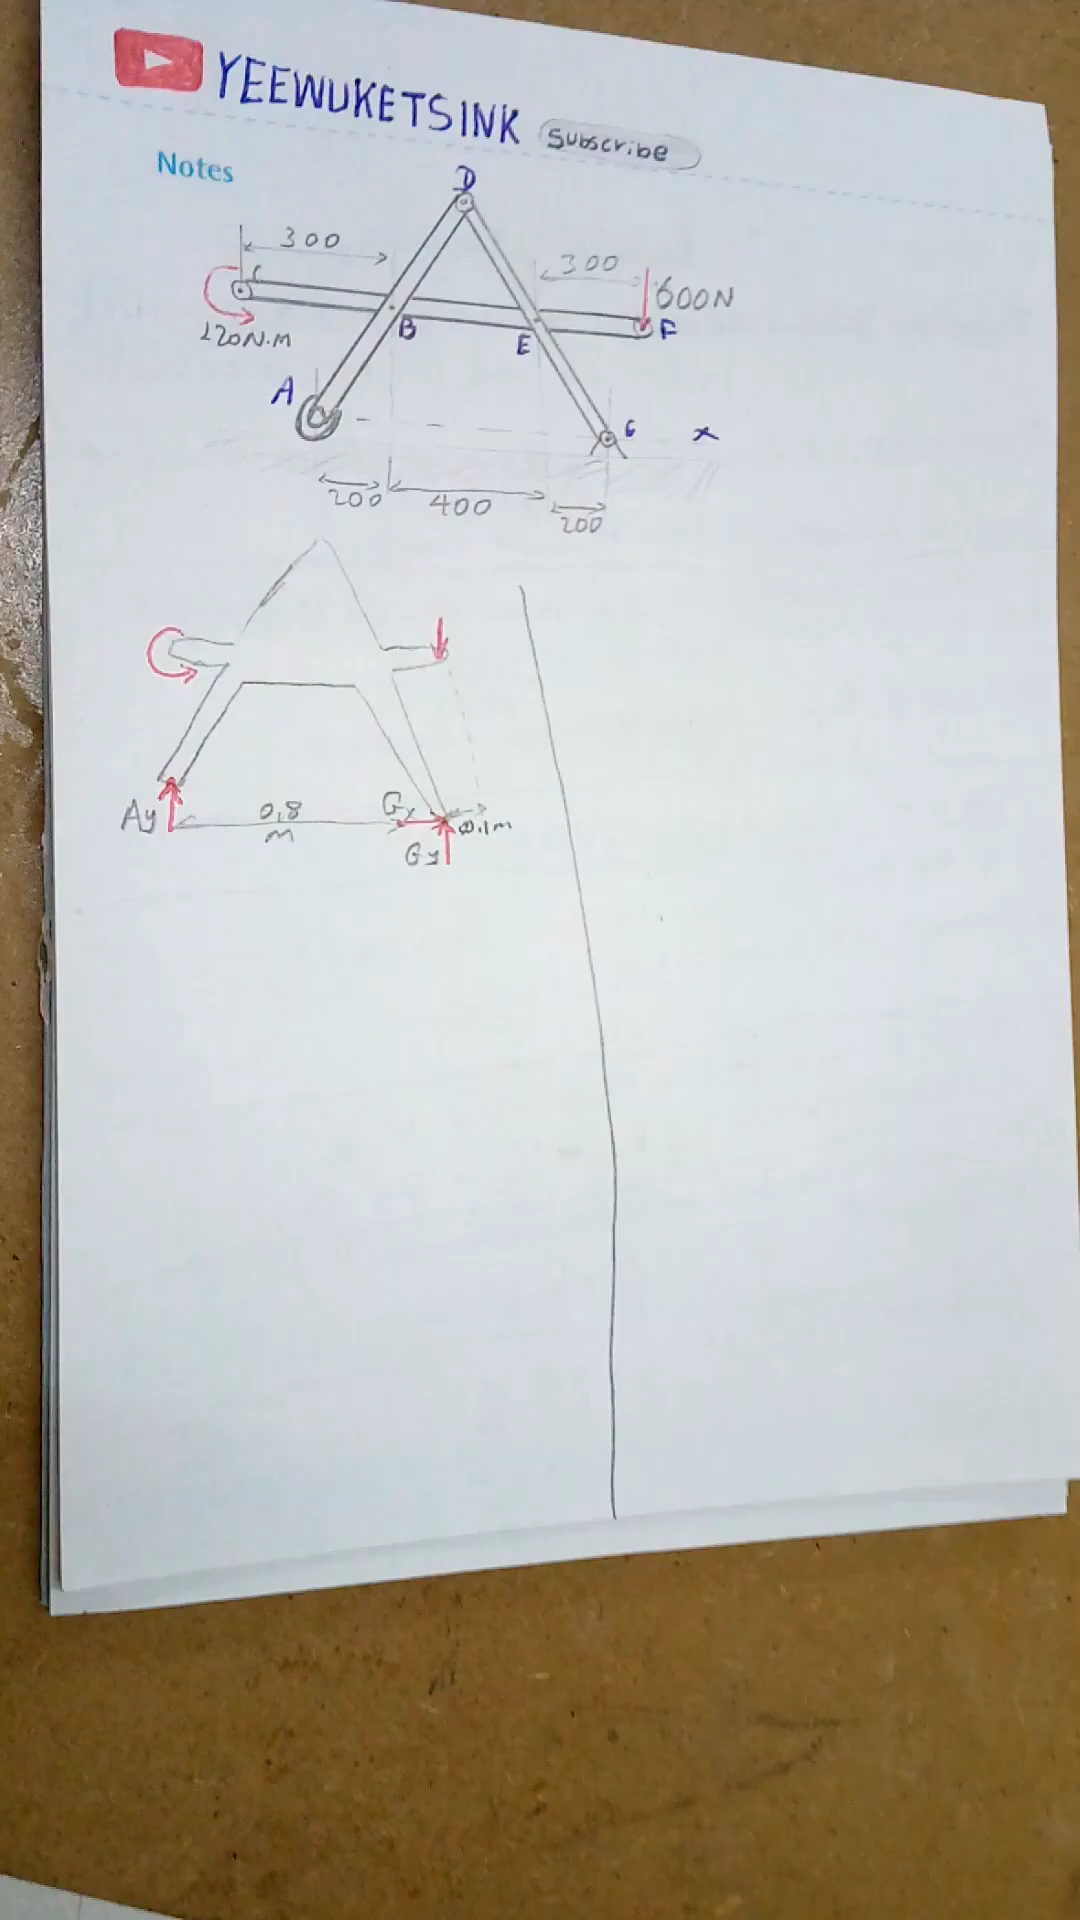 YEEWUKETSINK subscribe
Notes
D
300
300
C
600N
120N.M
B
E
F
A
G
x
200
400
200
Ay
0,8
m
Gx
0.1m
Gy